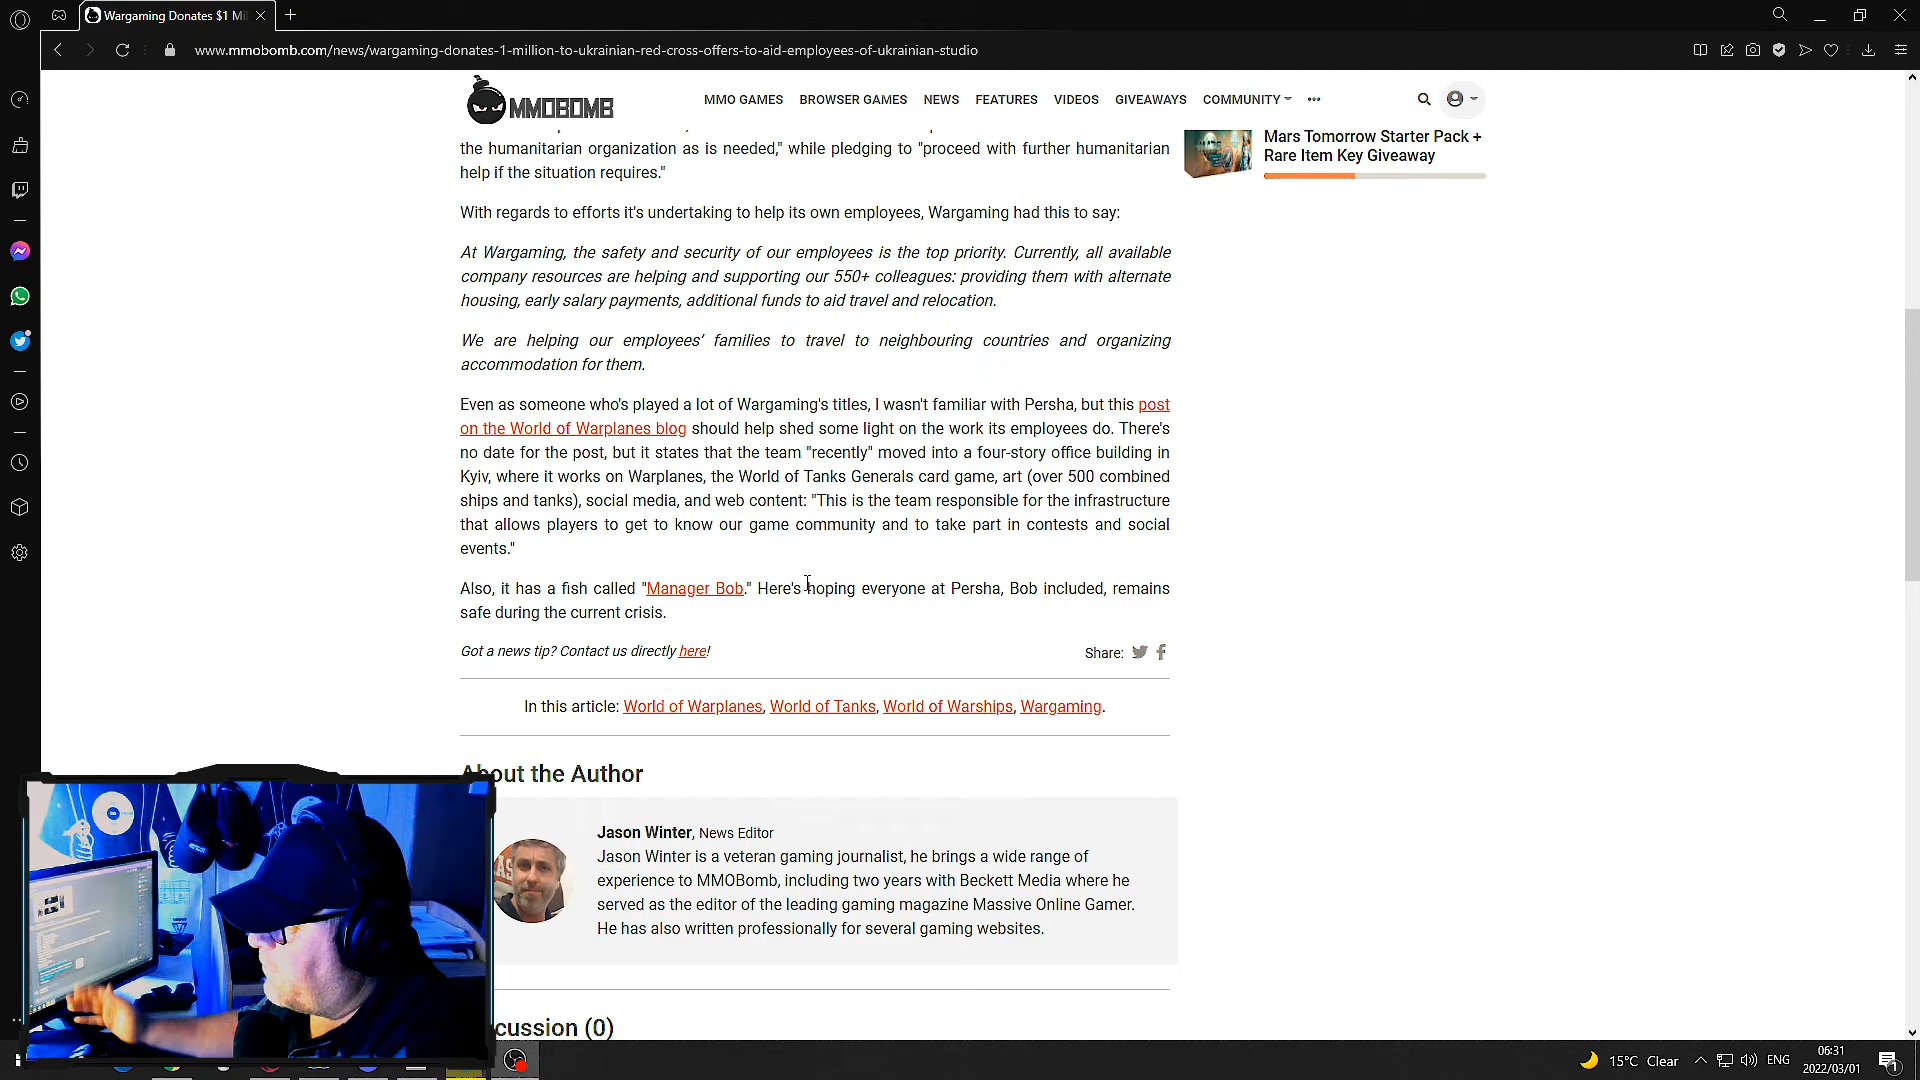 Wargaming Donates $1 Mil
www.mmobomb.com/news/wargaming-donates-1-million-to-ukrainian-red-cross-offers-to-aid-employees-of-ukrainian-studio
MMOBOMB
MMO GAMES BROWSER GAMES NEWS FEATURES VIDEOS GIVEAWAYS COMMUNITY
the humanitarian organization as is needed," while pledging to "proceed with further humanitarian
help if the situation requires."
Mars Tomorrow Starter Pack +
Rare Item Key Giveaway
With regards to efforts it's undertaking to help its own employees, Wargaming had this to say:
At Wargaming, the safety and security of our employees is the top priority. Currently, all available
company resources are helping and supporting our 550+ colleagues: providing them with alternate
housing, early salary payments, additional funds to aid travel and relocation.
We are helping our employees' families to travel to neighbouring countries and organizing
accommodation for them.
Even as someone who's played a lot of Wargaming's titles, I wasn't familiar with Persha, but this post
on the World of Warplanes blog should help shed some light on the work its employees do. There's
no date for the post, but it states that the team "recently" moved into a four-story office building in
Kyiv, where it works on Warplanes, the World of Tanks Generals card game, art (over 500 combined
ships and tanks), social media, and web content: "This is the team responsible for the infrastructure
that allows players to get to know our game community and to take part in contests and social
events."
Also, it has a fish called "Manager Bob." Here's hoping everyone at Persha, Bob included, remains
safe during the current crisis.
Got a news tip? Contact us directly here!
Share:
In this article: World of Warplanes, World of Tanks, World of Warships, Wargaming.
About the Author
Jason Winter, News Editor
Jason Winter is a veteran gaming journalist, he brings a wide range of
experience to MMOBomb, including two years with Beckett Media where he
served as the editor of the leading gaming magazine Massive Online Gamer.
He has also written professionally for several gaming websites.
cussion (0)
15°C Clear
ENG
06:31
2022/03/01
1